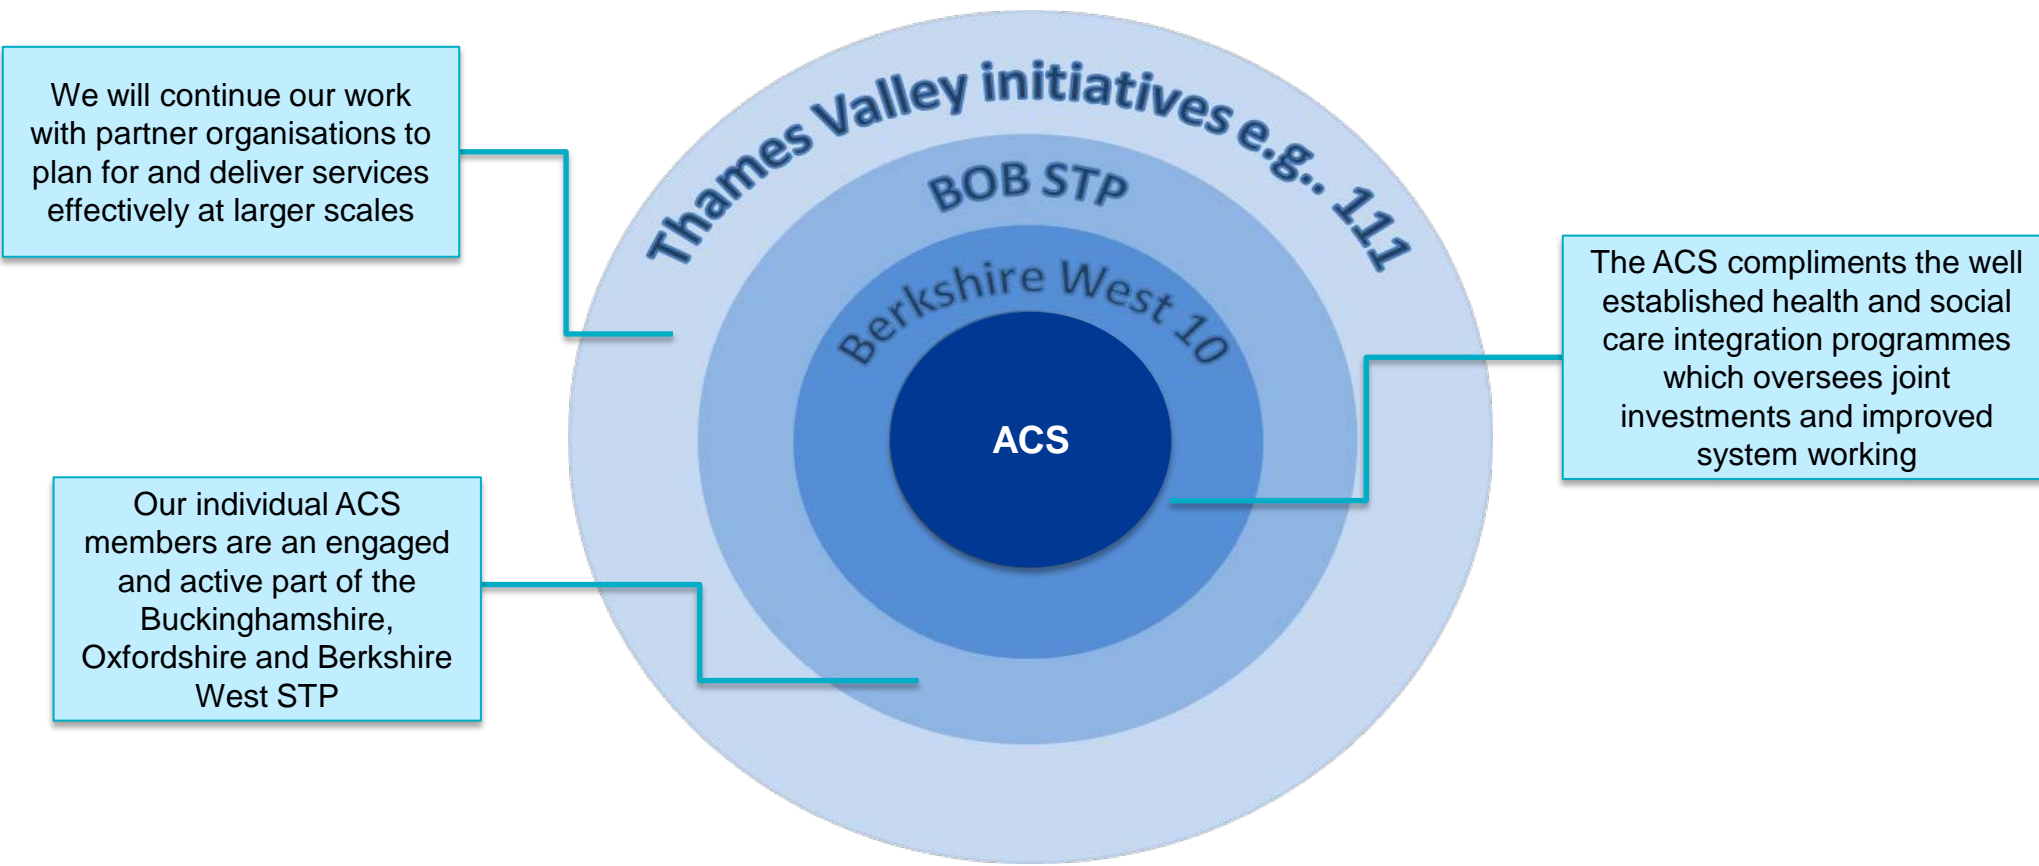 We will continue our work
with partner organisations to
plan for and deliver services
effectively at larger scales
Thames Valley initiatives e.g.. 111
BOB STP
Berkshire West 10
ACS
The ACS compliments the well
established health and social
care integration programmes
which oversees joint
investments and improved
system working
Our individual ACS
members are an engaged
and active part of the
Buckinghamshire,
Oxfordshire and Berkshire
West STP